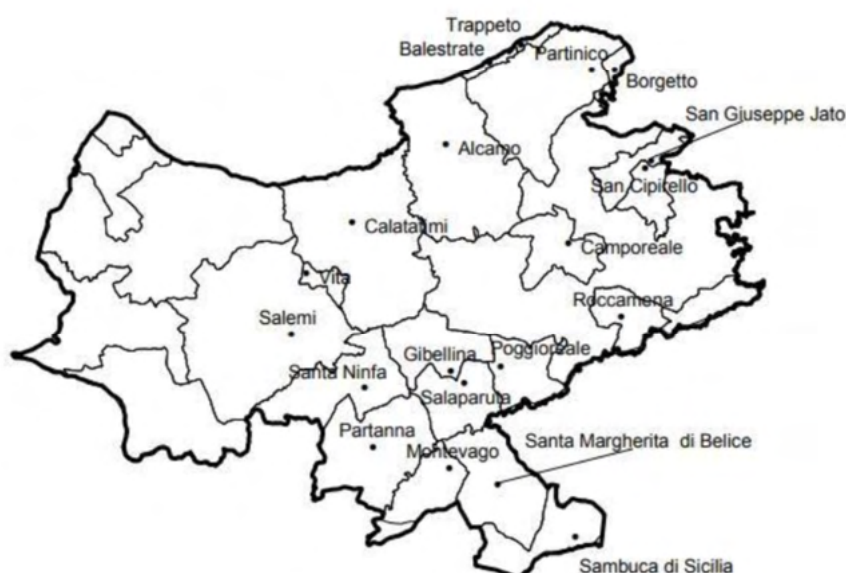 Trappeto
Balestrate
Partinico
Borgetto
San Giuseppe Jato
Alcamo
San Cipirello
Calatafimi
Camporeale
Vita
Roccamena
Salemi
Gibellina
Poggioreale
Santa Ninfa
Salaparuta
Partanna
Santa Margherita di Belice
Montevago
Sambuca di Sicilia